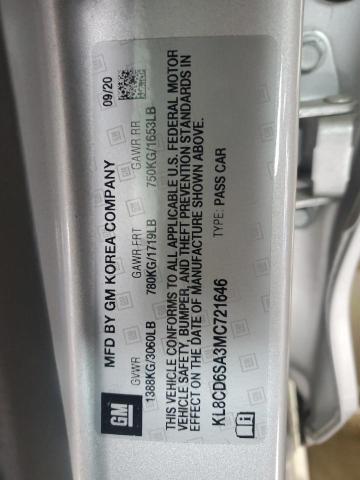 GM
MFD BY GM KOREA COMPANY 09/20
GVWR GAWR FRT GAWR RR
1388KG/3060LB 780KG/1719LB 750KG/1653LB
THIS VEHICLE CONFORMS TO ALL APPLICABLE U.S. FEDERAL MOTOR
VEHICLE SAFETY, BUMPER, AND THEFT PREVENTION STANDARDS IN
EFFECT ON THE DATE OF MANUFACTURE SHOWN ABOVE.
KL8CD6SA3MC721646 TYPE: PASS CAR